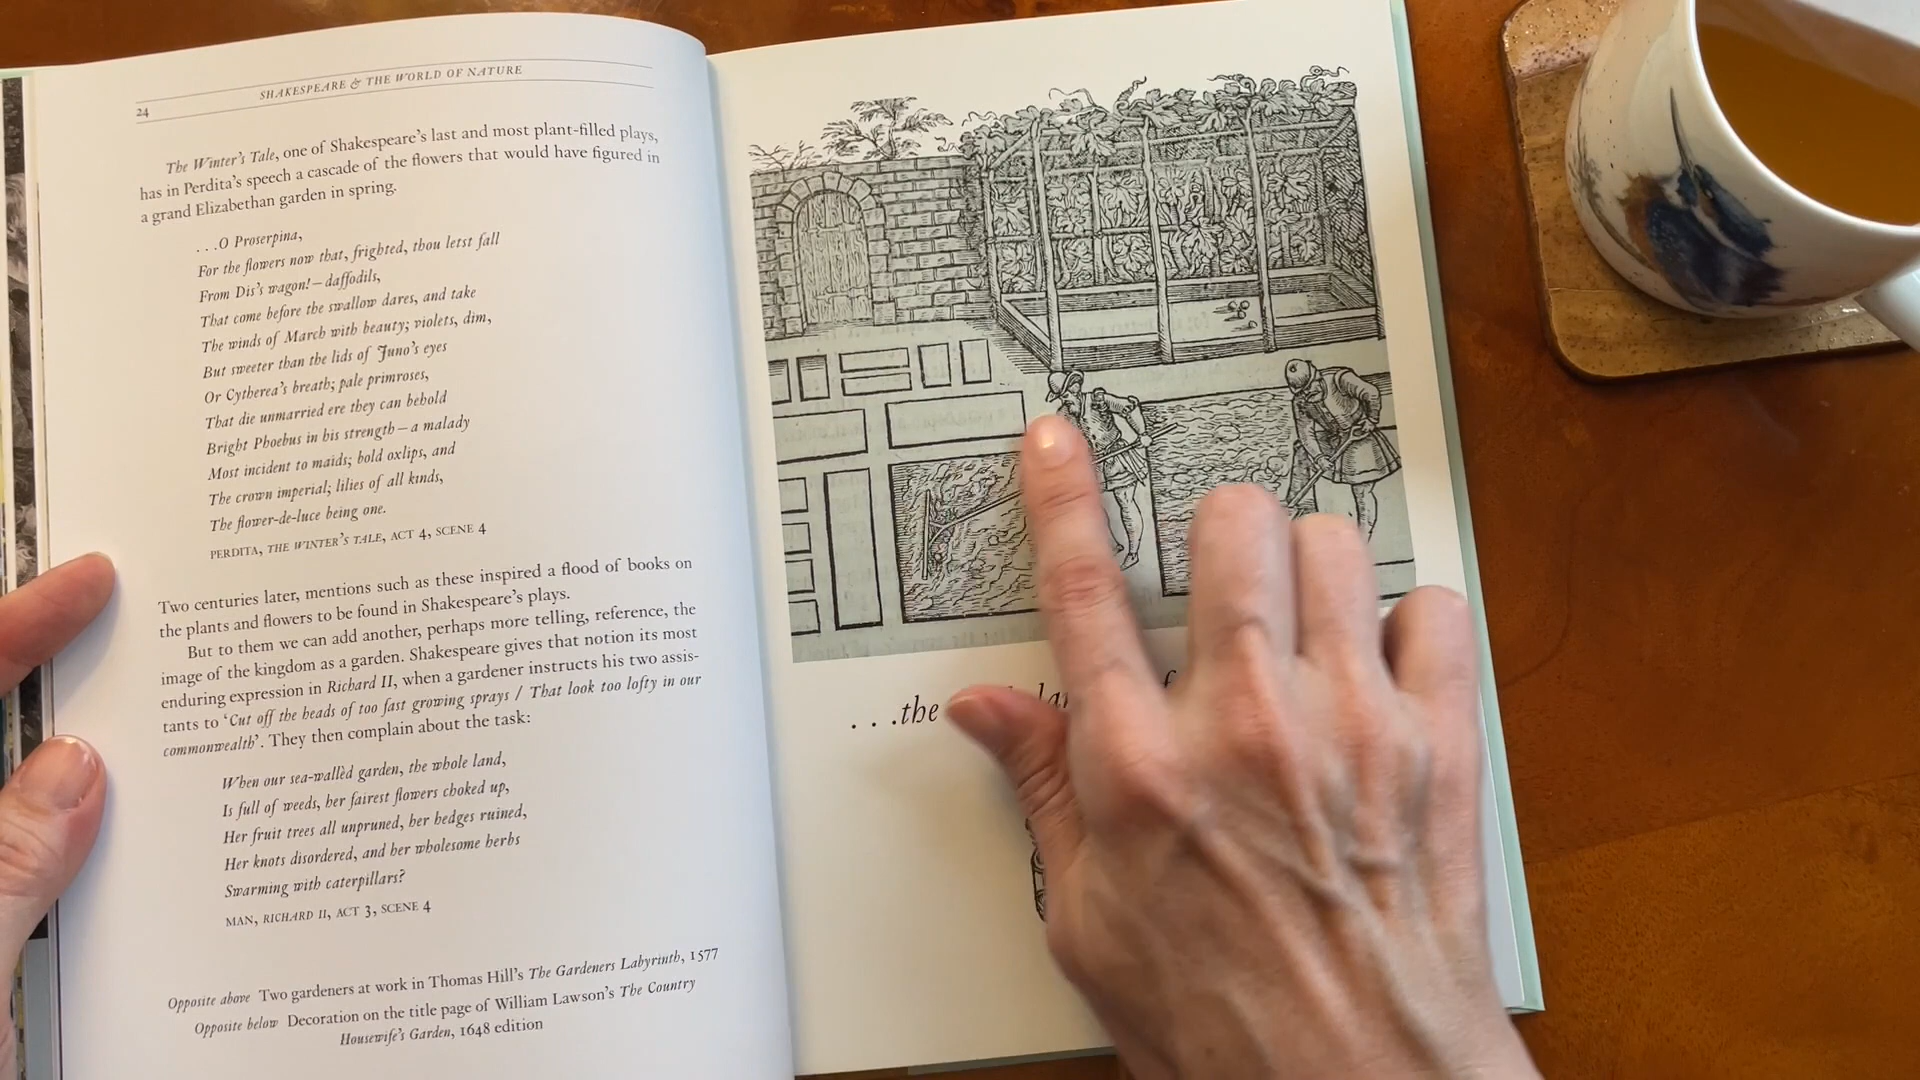 SHAKESPEARE & THE WORLD OF NATURE
24
The Winter's Tale, one of Shakespeare's last and most plant-filled plays,
has in Perdita's speech a cascade of the flowers that would have figured in
a grand Elizabethan garden in spring.
. . .O Proserpina,
For the flowers now that, frighted, thou letst fall
From Dis's wagon! – daffodils,
That come before the swallow dares, and take
The winds of March with beauty; violets, dim,
But sweeter than the lids of Juno's eyes
Or Cytherea's breath; pale primroses,
That die unmarried ere they can behold
Bright Phoebus in his strength – a malady
Most incident to maids; bold oxlips, and
The crown imperial; lilies of all kinds,
The flower-de-luce being one.
PERDITA, THE WINTER'S TALE, ACT 4, SCENE 4
Two centuries later, mentions such as these inspired a flood of books on
the plants and flowers to be found in Shakespeare's plays.
But to them we can add another, perhaps more telling, reference, the
image of the kingdom as a garden. Shakespeare gives that notion its most
enduring expression in Richard II, when a gardener instructs his two assis-
tants to 'Cut off the heads of too fast growing sprays / That look too lofty in our
commonwealth'. They then complain about the task:
When our sea-wallèd garden, the whole land,
Is full of weeds, her fairest flowers choked up,
Her fruit trees all unpruned, her hedges ruined,
Her knots disordered, and her wholesome herbs
Swarming with caterpillars?
MAN, RICHARD II, ACT 3, SCENE 4
Opposite above Two gardeners at work in Thomas Hill's The Gardeners Labyrinth, 1577
Opposite below Decoration on the title page of William Lawson's The Country
Housewife's Garden, 1648 edition
. . .the